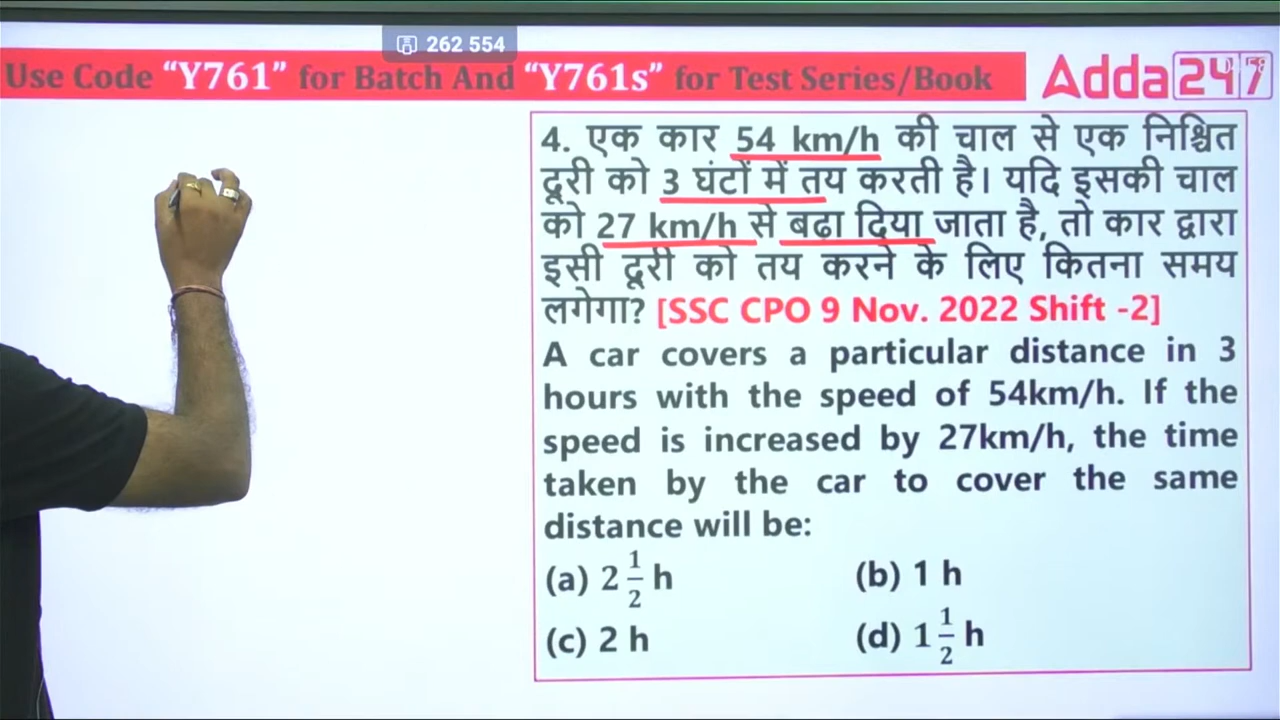 262 554
Use Code “Y761” for Batch And “Y761s” for Test Series/Book
Adda247
4. एक कार 54 km/h की चाल से एक निश्चित
दूरी को 3 घंटों में तय करती है। यदि इसकी चाल
को 27 km/h से बढ़ा दिया जाता है, तो कार द्वारा
इसी दूरी को तय करने के लिए कितना समय
लगेगा? [SSC CPO 9 Nov. 2022 Shift -2]
A car covers a particular distance in 3
hours with the speed of 54km/h. If the
speed is increased by 27km/h, the time
taken by the car to cover the same
distance will be:
(a) 2 1/2 h (b) 1 h
(c) 2 h (d) 1 1/2 h